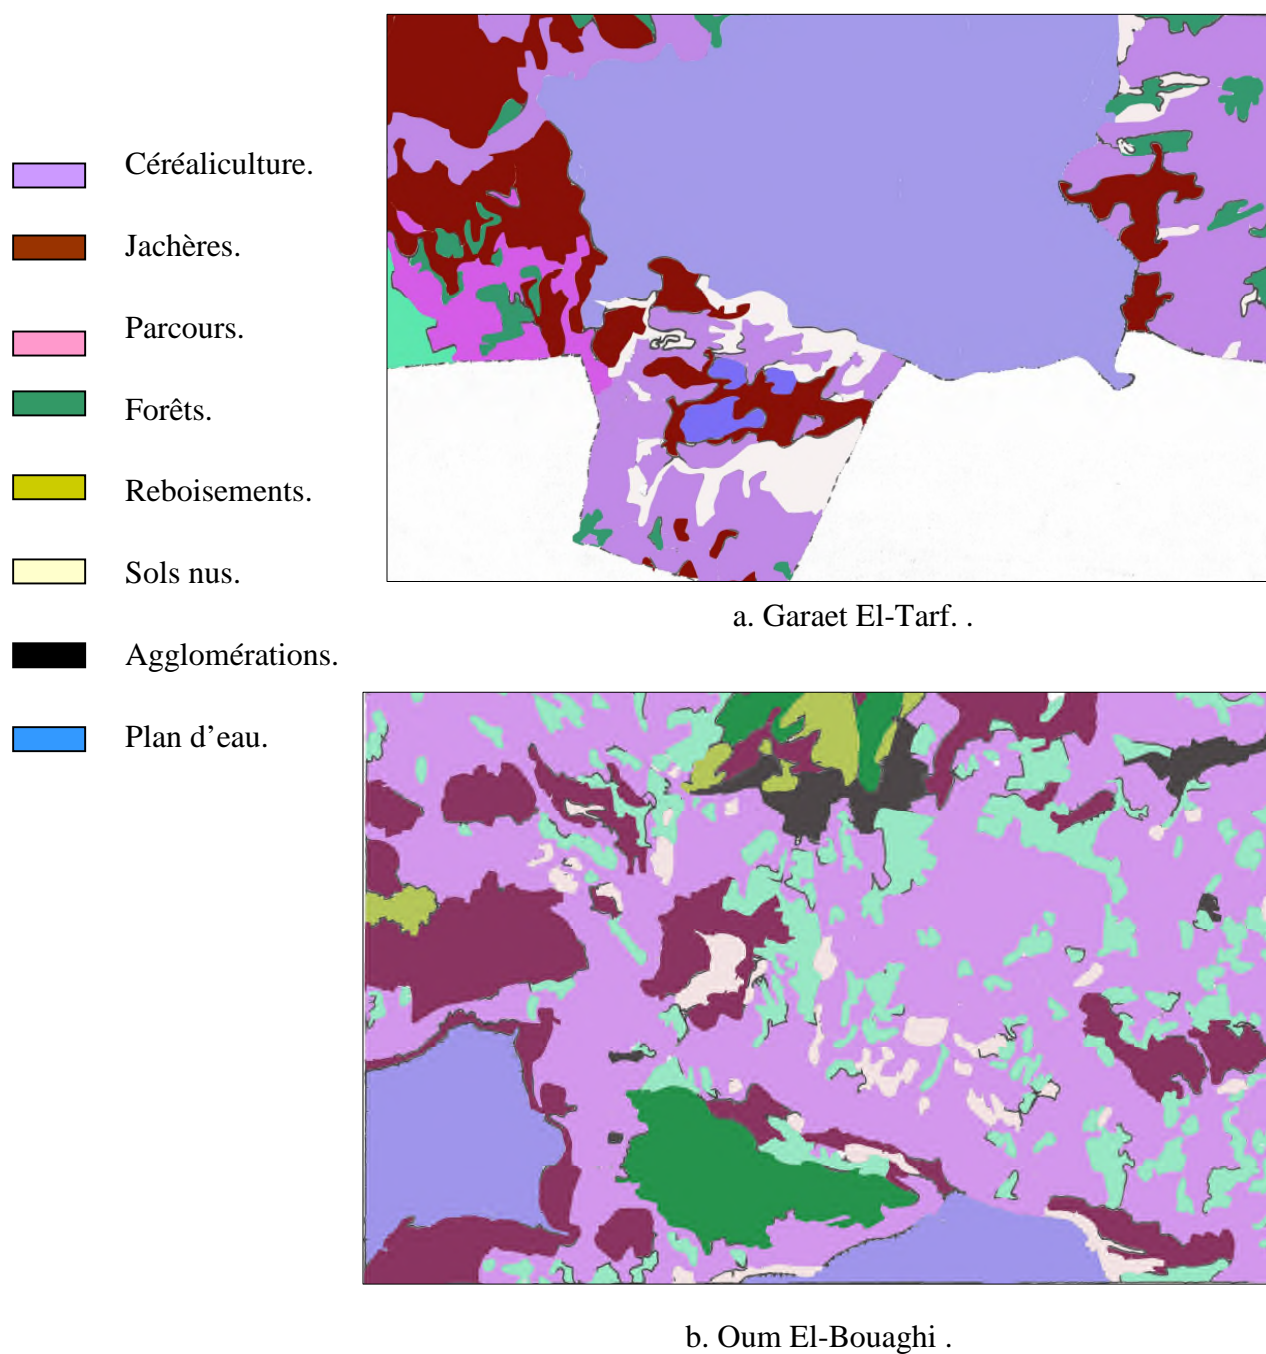 Céréaliculture.
Jachères.
Parcours.
Forêts.
Reboisements.
Sols nus.
Agglomérations.
Plan d’eau.
a. Garaet El-Tarf. .
b. Oum El-Bouaghi .